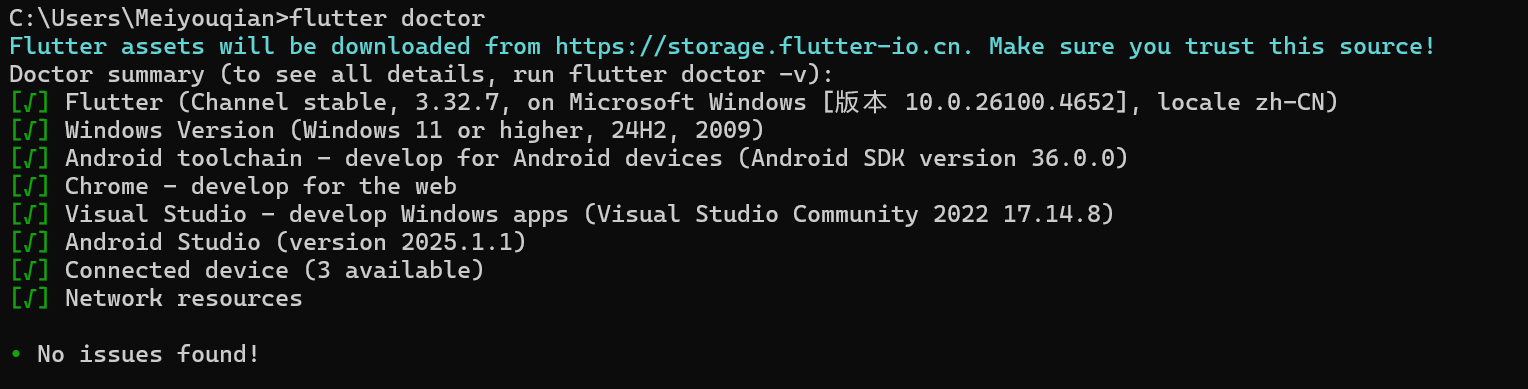 C:\Users\Meiyouqian>flutter doctor
Flutter assets will be downloaded from https://storage.flutter-io.cn. Make sure you trust this source!
Doctor summary (to see all details, run flutter doctor -v):
[√] Flutter (Channel stable, 3.32.7, on Microsoft Windows [版本 10.0.26100.4652], locale zh-CN)
[√] Windows Version (Windows 11 or higher, 24H2, 2009)
[√] Android toolchain - develop for Android devices (Android SDK version 36.0.0)
[√] Chrome - develop for the web
[√] Visual Studio - develop Windows apps (Visual Studio Community 2022 17.14.8)
[√] Android Studio (version 2025.1.1)
[√] Connected device (3 available)
[√] Network resources
• No issues found!